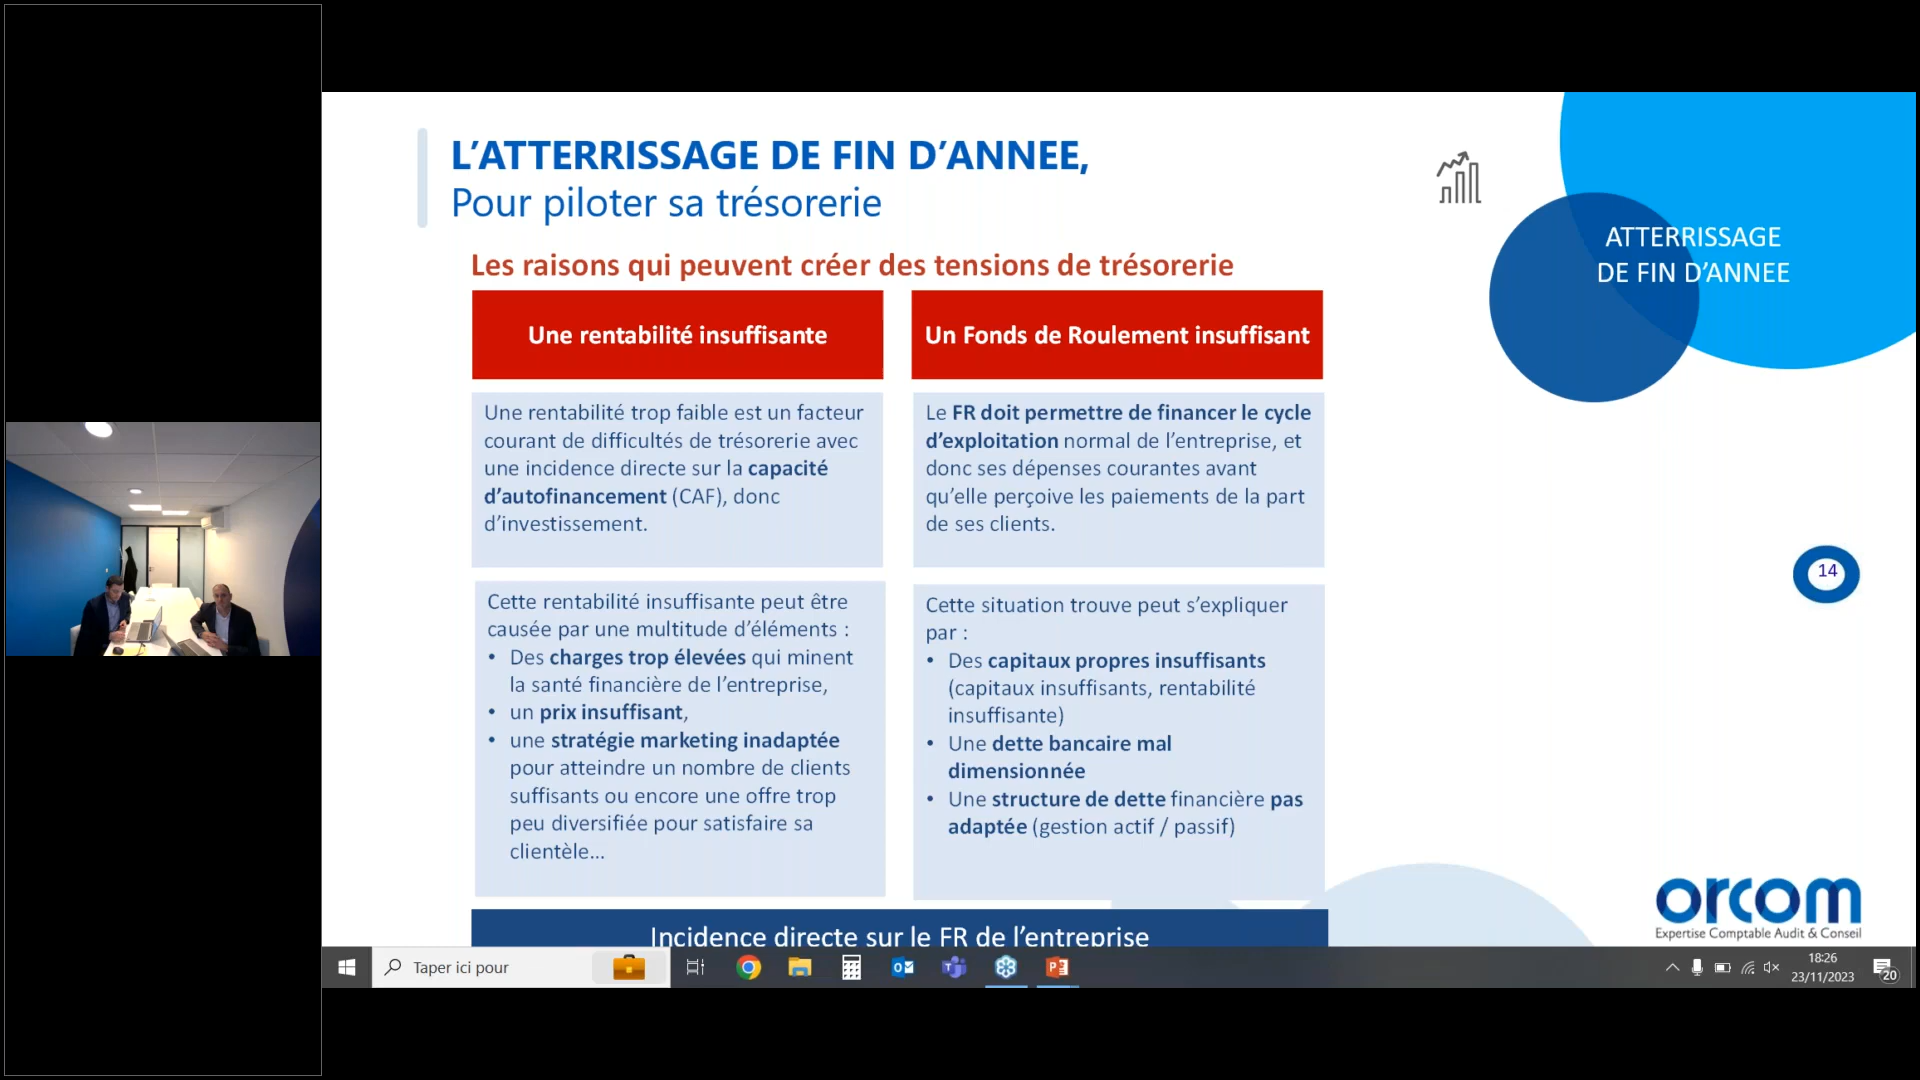 L’ATTERRISSAGE DE FIN D’ANNEE,
Pour piloter sa trésorerie
ATTERRISSAGE
DE FIN D’ANNEE
Les raisons qui peuvent créer des tensions de trésorerie
Une rentabilité insuffisante
Une rentabilité trop faible est un facteur
courant de difficultés de trésorerie avec
une incidence directe sur la capacité
d’autofinancement (CAF), donc
d’investissement.
Cette rentabilité insuffisante peut être
causée par une multitude d’éléments :
• Des charges trop élevées qui minent
la santé financière de l’entreprise,
• un prix insuffisant,
• une stratégie marketing inadaptée
pour atteindre un nombre de clients
suffisants ou encore une offre trop
peu diversifiée pour satisfaire sa
clientèle...
Un Fonds de Roulement insuffisant
Le FR doit permettre de financer le cycle
d’exploitation normal de l’entreprise, et
donc ses dépenses courantes avant
qu’elle perçoive les paiements de la part
de ses clients.
Cette situation trouve peut s’expliquer
par :
• Des capitaux propres insuffisants
(capitaux insuffisants, rentabilité
insuffisante)
• Une dette bancaire mal
dimensionnée
• Une structure de dette financière pas
adaptée (gestion actif / passif)
Incidence directe sur le FR de l’entreprise
14
orcom
Expertise Comptable Audit & Conseil
Taper ici pour
18:26
23/11/2023
20